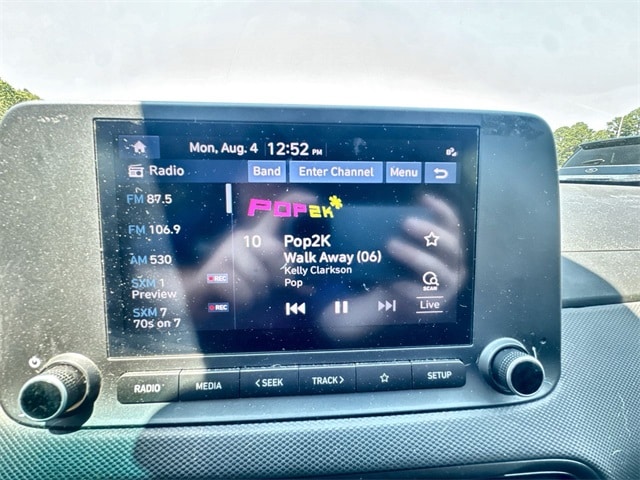 Mon, Aug. 4 12:52 PM
Radio Band Enter Channel Menu
FM 87.5
FM 106.9
AM 530
SXM 1 REC
Preview
SXM 7 REC
70s on 7
POP2K
10 Pop2K
Walk Away (06)
Kelly Clarkson
Pop
SCAN
Live
RADIO MEDIA < SEEK TRACK > SETUP